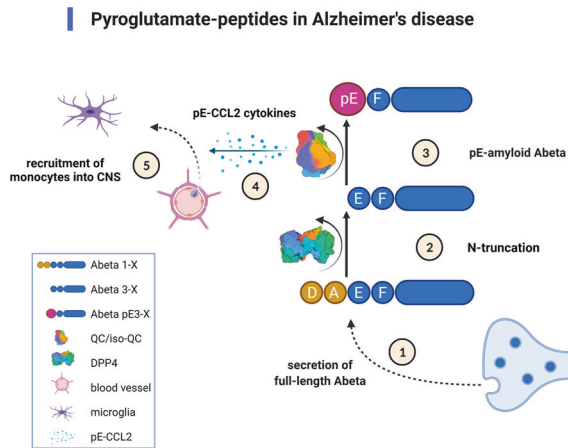 Pyroglutamate-peptides in Alzheimer's disease
pE F
pE-CCL2 cytokines
3
pE-amyloid Abeta
5
recruitment of
monocytes into CNS
4
E F
2
N-truncation
D A E F
1
secretion of
full-length Abeta
Abeta 1-X
Abeta 3-X
Abeta pE3-X
QC/iso-QC
DPP4
blood vessel
microglia
pE-CCL2